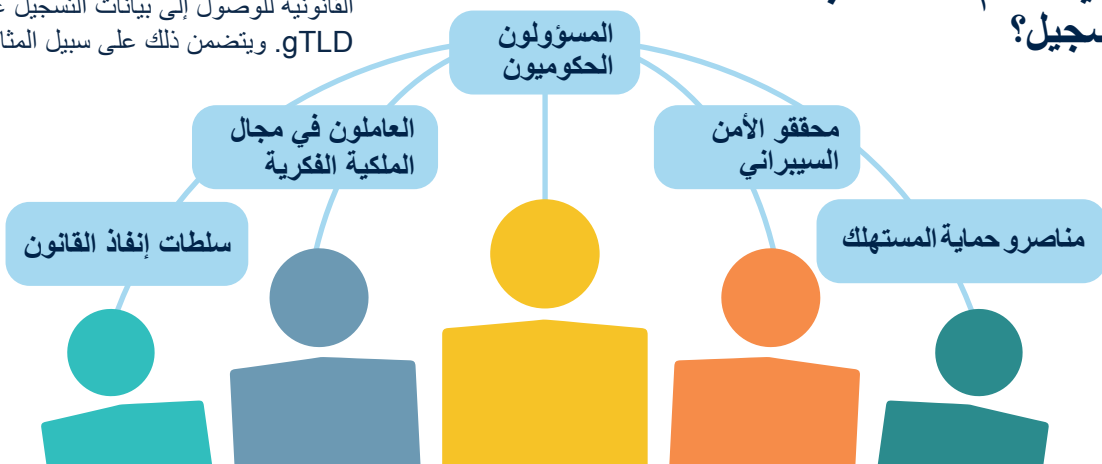 سجيل؟
القانونية للوصول إلى بيانات التسجيل
gTLD. ويتضمن ذلك على سبيل المثا
المسؤولون
الحكوميون
محققو الأمن
السيبراني
العاملون في مجال
الملكية الفكرية
مناصرو حماية المستهلك
سلطات إنفاذ القانون